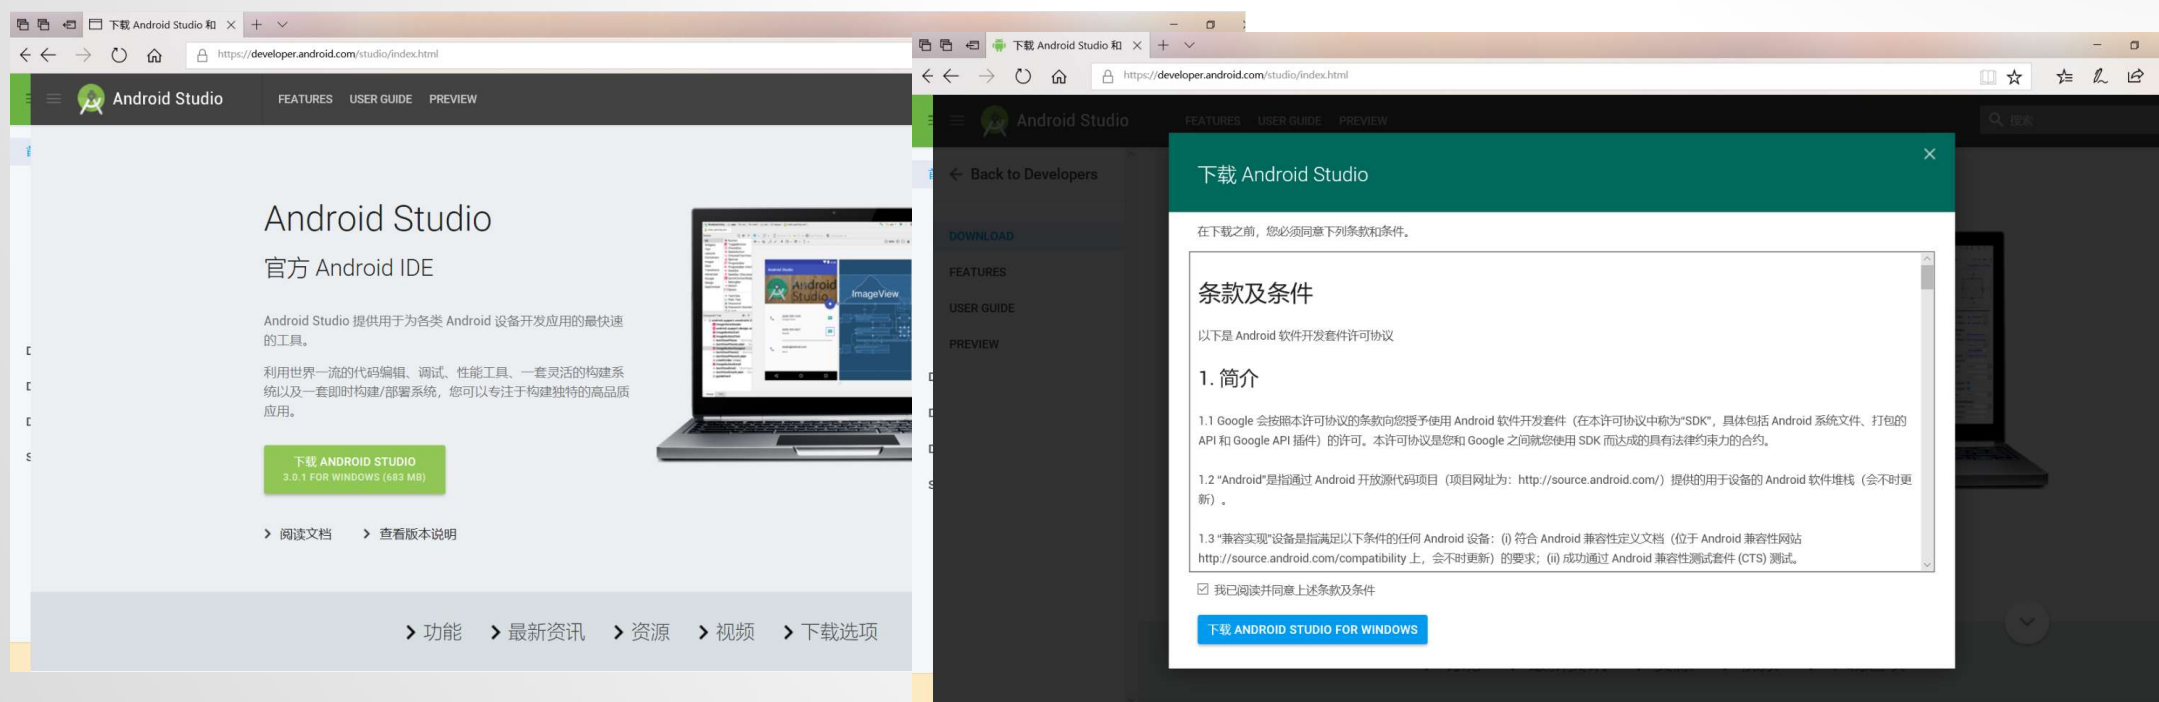 下载 Android Studio 和
https://developer.android.com/studio/index.html
Android Studio
FEATURES USER GUIDE PREVIEW
Android Studio
官方 Android IDE
Android Studio 提供用于为各类 Android 设备开发应用的最快速
的工具。
利用世界一流的代码编辑、调试、性能工具、一套灵活的构建系
统以及一套即时构建/部署系统，您可以专注于构建独特的高品质
应用。
下载 ANDROID STUDIO
3.0.1 FOR WINDOWS (683 MB)
阅读文档 查看版本说明
功能 最新资讯 资源 视频 下载选项
Android Studio
ImageView
下载 Android Studio 和
https://developer.android.com/studio/index.html
Android Studio
FEATURES USER GUIDE PREVIEW
搜索
Back to Developers
DOWNLOAD
FEATURES
USER GUIDE
PREVIEW
下载 Android Studio
在下载之前，您必须同意下列条款和条件。
条款及条件
以下是 Android 软件开发套件许可协议
1. 简介
1.1 Google 会按照本许可协议的条款向您授予使用 Android 软件开发套件（在本许可协议中称为“SDK”，具体包括 Android 系统文件、打包的
API 和 Google API 插件）的许可。本许可协议是您和 Google 之间就您使用 SDK 而达成的具有法律约束力的合约。
1.2 “Android”是指通过 Android 开放源代码项目（项目网址为：http://source.android.com/）提供的用于设备的 Android 软件堆栈（会不时更
新）。
1.3 “兼容实现”设备是指满足以下条件的任何 Android 设备：(i) 符合 Android 兼容性定义文档（位于 Android 兼容性网站
http://source.android.com/compatibility 上，会不时更新）的要求；(ii) 成功通过 Android 兼容性测试套件 (CTS) 测试。
我已阅读并同意上述条款及条件
下载 ANDROID STUDIO FOR WINDOWS